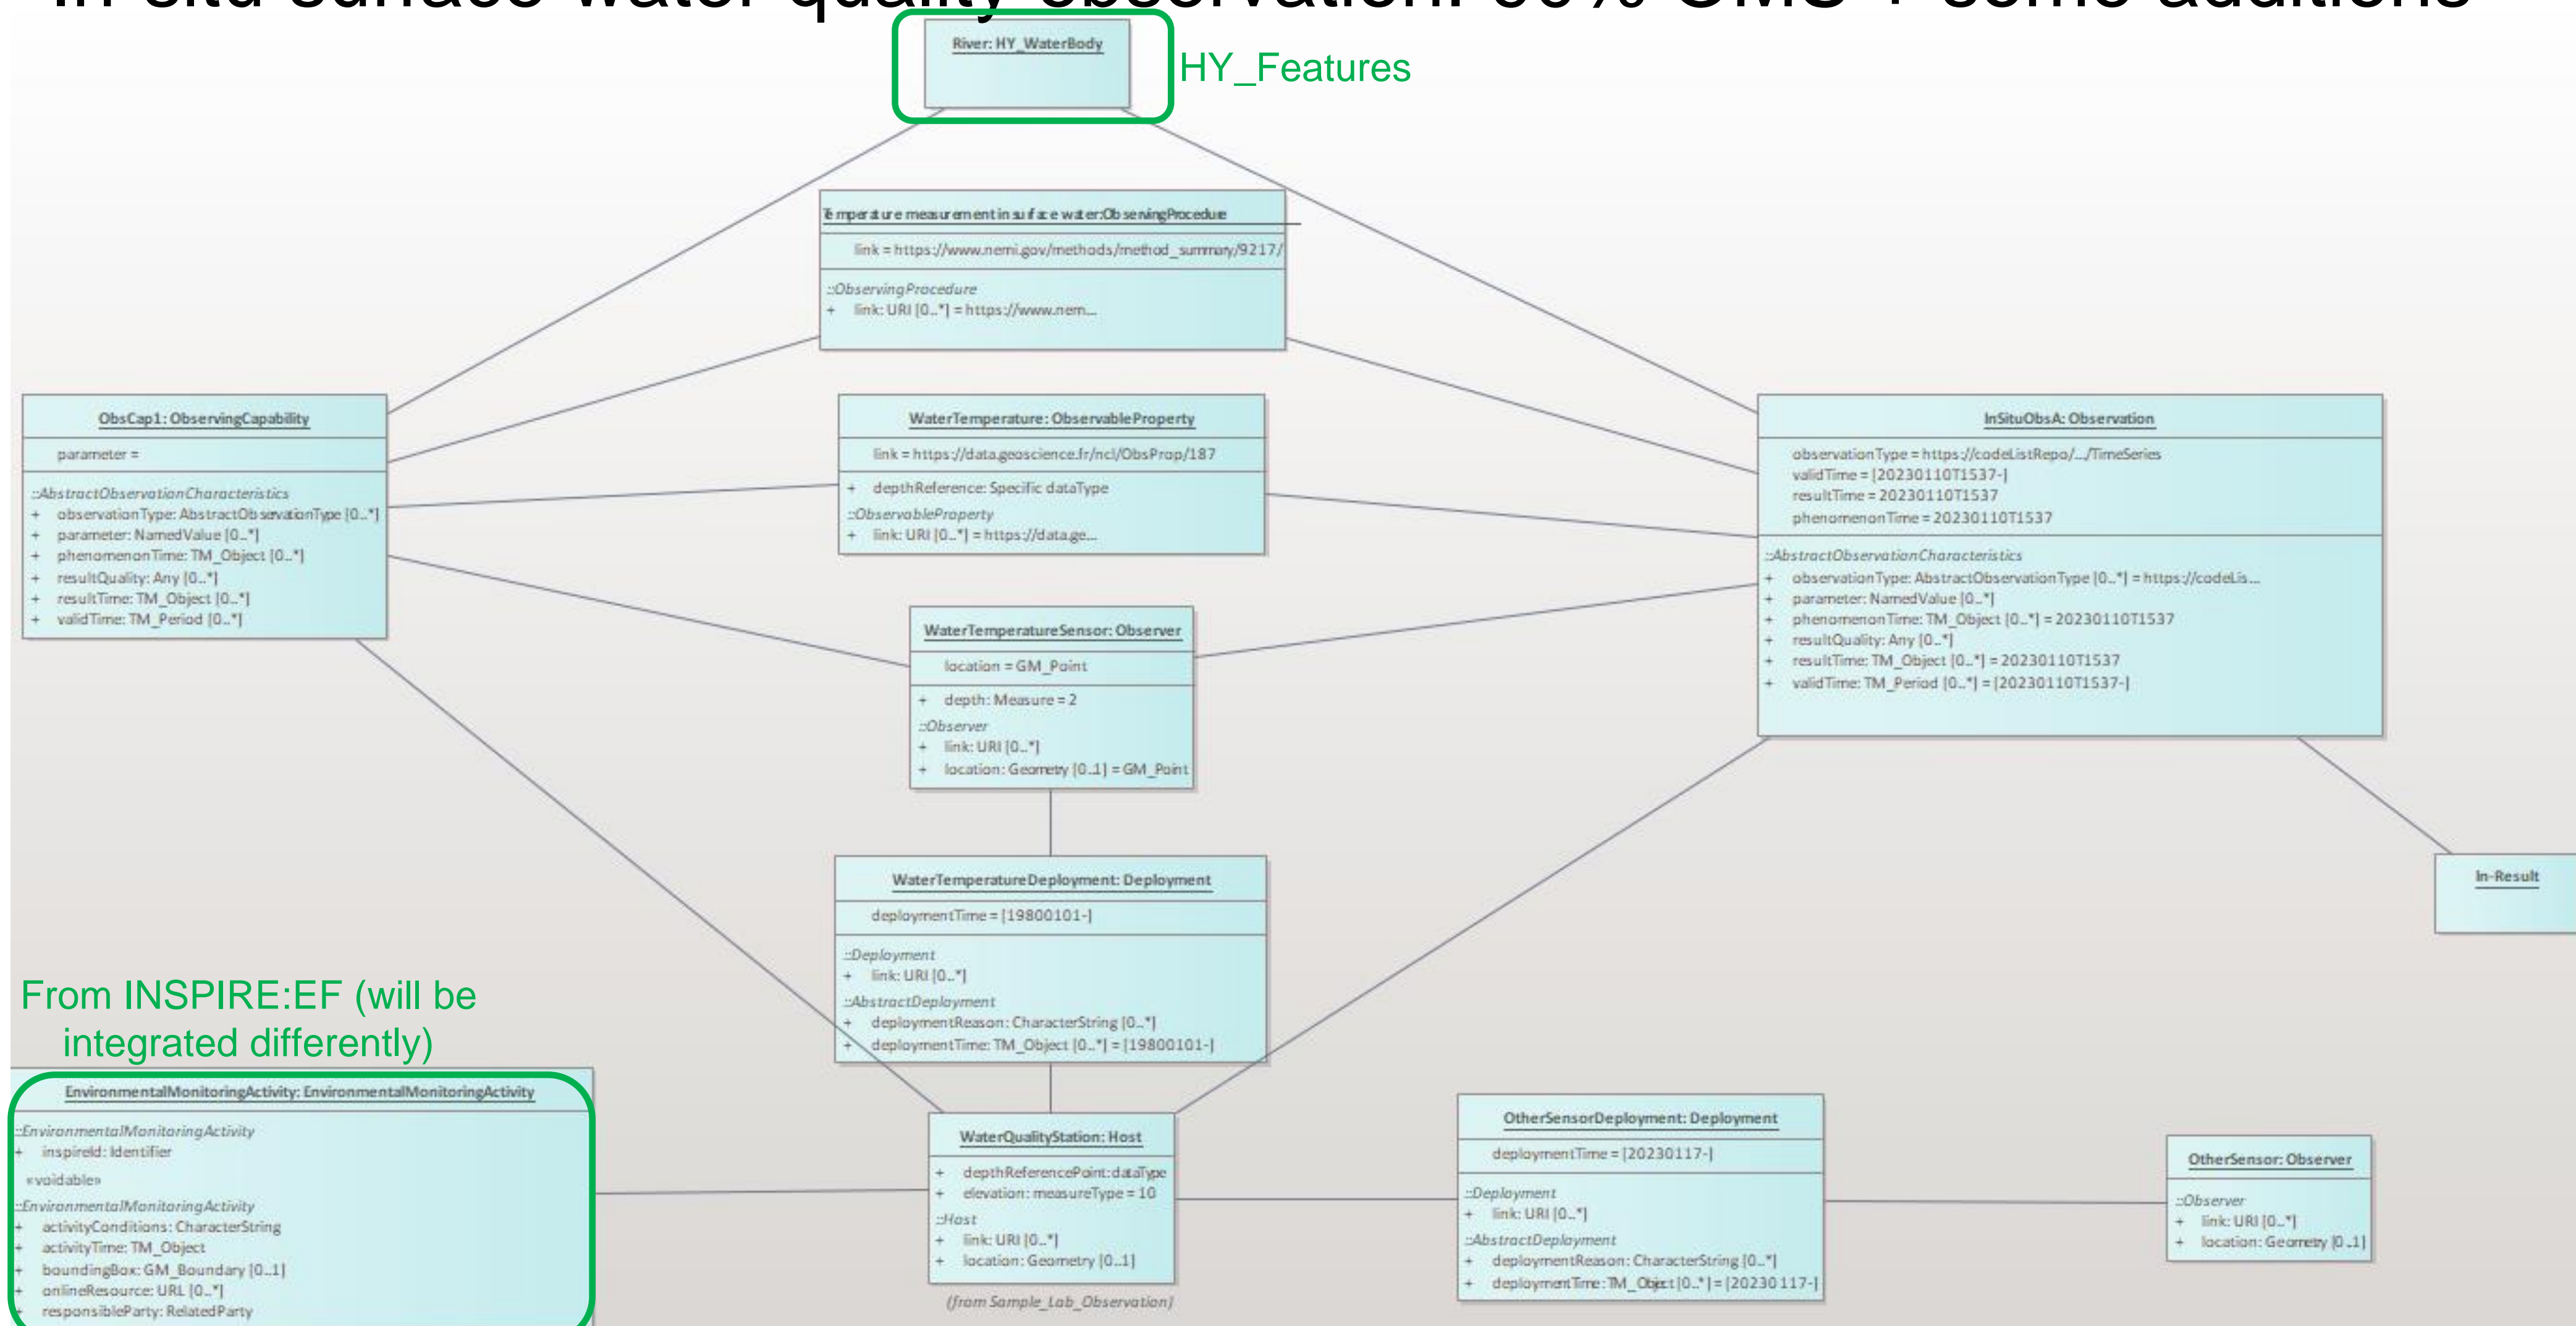 in situ surface water quality observation: 90% OMS + some additions
River: HY_WaterBody
HY_Features
Temperature measurement in surface water:ObservingProcedure
link = https://www.nemi.gov/methods/method_summary/9217/
::ObservingProcedure
+ link: URI [0..*] = https://www.nem...
ObsCap1: ObservingCapability
parameter =
::AbstractObservationCharacteristics
+ observationType: AbstractObservationType [0..*]
+ parameter: NamedValue [0..*]
+ phenomenonTime: TM_Object [0..*]
+ resultQuality: Any [0..*]
+ resultTime: TM_Object [0..*]
+ validTime: TM_Period [0..*]
WaterTemperature: ObservableProperty
link = https://data.geoscience.fr/ncl/ObsProp/187
+ depthReference: Specific dataType
::ObservableProperty
+ link: URI [0..*] = https://data.ge...
InSituObsA: Observation
observationType = https://codeListRepo/.../TimeSeries
validTime = [20230110T1537-]
resultTime = 20230110T1537
phenomenonTime = 20230110T1537
::AbstractObservationCharacteristics
+ observationType: AbstractObservationType [0..*] = https://codeLis...
+ parameter: NamedValue [0..*]
+ phenomenonTime: TM_Object [0..*] = 20230110T1537
+ resultQuality: Any [0..*]
+ resultTime: TM_Object [0..*] = 20230110T1537
+ validTime: TM_Period [0..*] = [20230110T1537-]
WaterTemperatureSensor: Observer
location = GM_Point
+ depth: Measure = 2
::Observer
+ link: URI [0..*]
+ location: Geometry [0..1] = GM_Point
WaterTemperatureDeployment: Deployment
deploymentTime = [19800101-]
::Deployment
+ link: URI [0..*]
::AbstractDeployment
+ deploymentReason: CharacterString [0..*]
+ deploymentTime: TM_Object [0..*] = [19800101-]
In-Result
From INSPIRE:EF (will be
integrated differently)
EnvironmentalMonitoringActivity: EnvironmentalMonitoringActivity
::EnvironmentalMonitoringActivity
+ inspireId: Identifier
«voidable»
::EnvironmentalMonitoringActivity
+ activityConditions: CharacterString
+ activityTime: TM_Object
+ boundingBox: GM_Boundary [0..1]
+ onlineResource: URL [0..*]
+ responsibleParty: RelatedParty
WaterQualityStation: Host
+ depthReferencePoint:dataType
+ elevation: measureType = 10
::Host
+ link: URI [0..*]
+ location: Geometry [0..1]
(from Sample_Lab_Observation)
OtherSensorDeployment: Deployment
deploymentTime = [20230117-]
::Deployment
+ link: URI [0..*]
::AbstractDeployment
+ deploymentReason: CharacterString [0..*]
+ deploymentTime: TM_Object [0..*] = [20230117-]
OtherSensor: Observer
::Observer
+ link: URI [0..*]
+ location: Geometry [0..1]